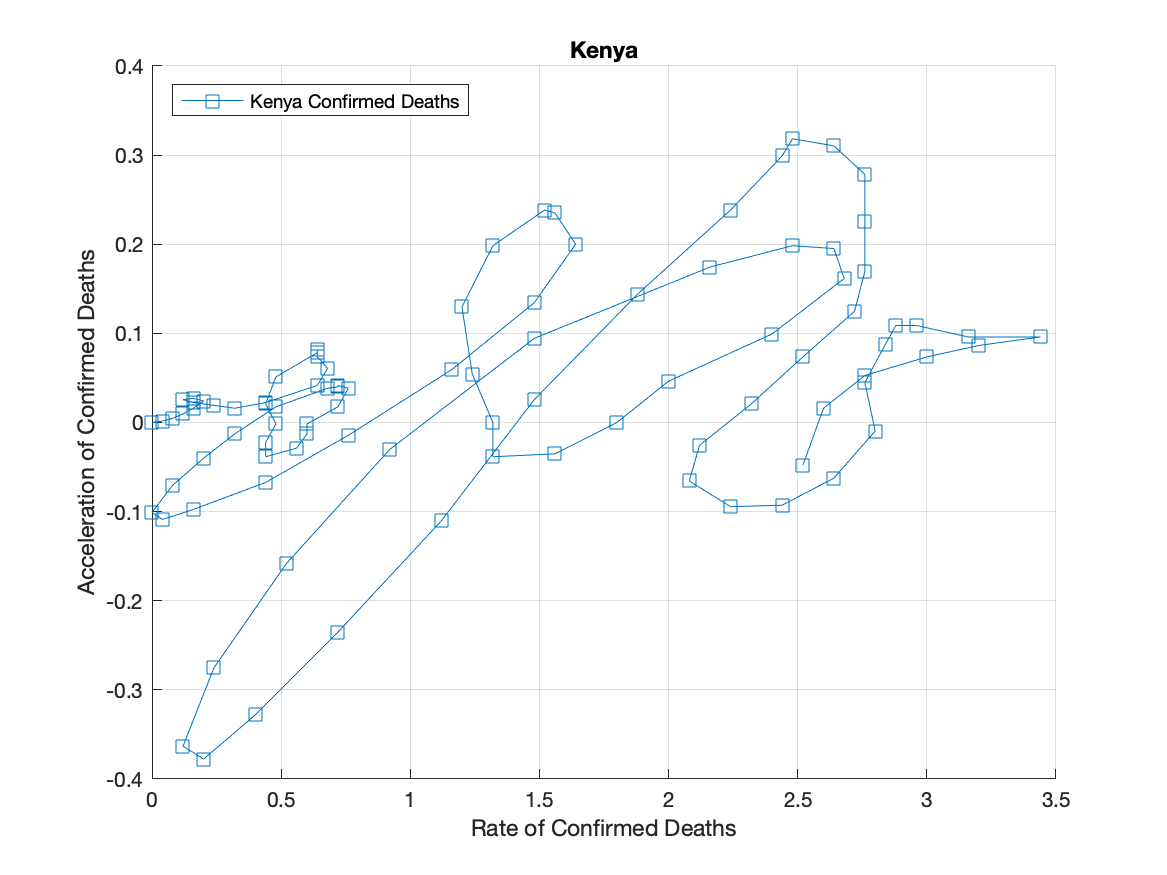 Kenya
Kenya Confirmed Deaths
0.4
0.3
0.2
0.1
0
-0.1
-0.2
-0.3
-0.4
Acceleration of Confirmed Deaths
0 0.5 1 1.5 2 2.5 3 3.5
Rate of Confirmed Deaths